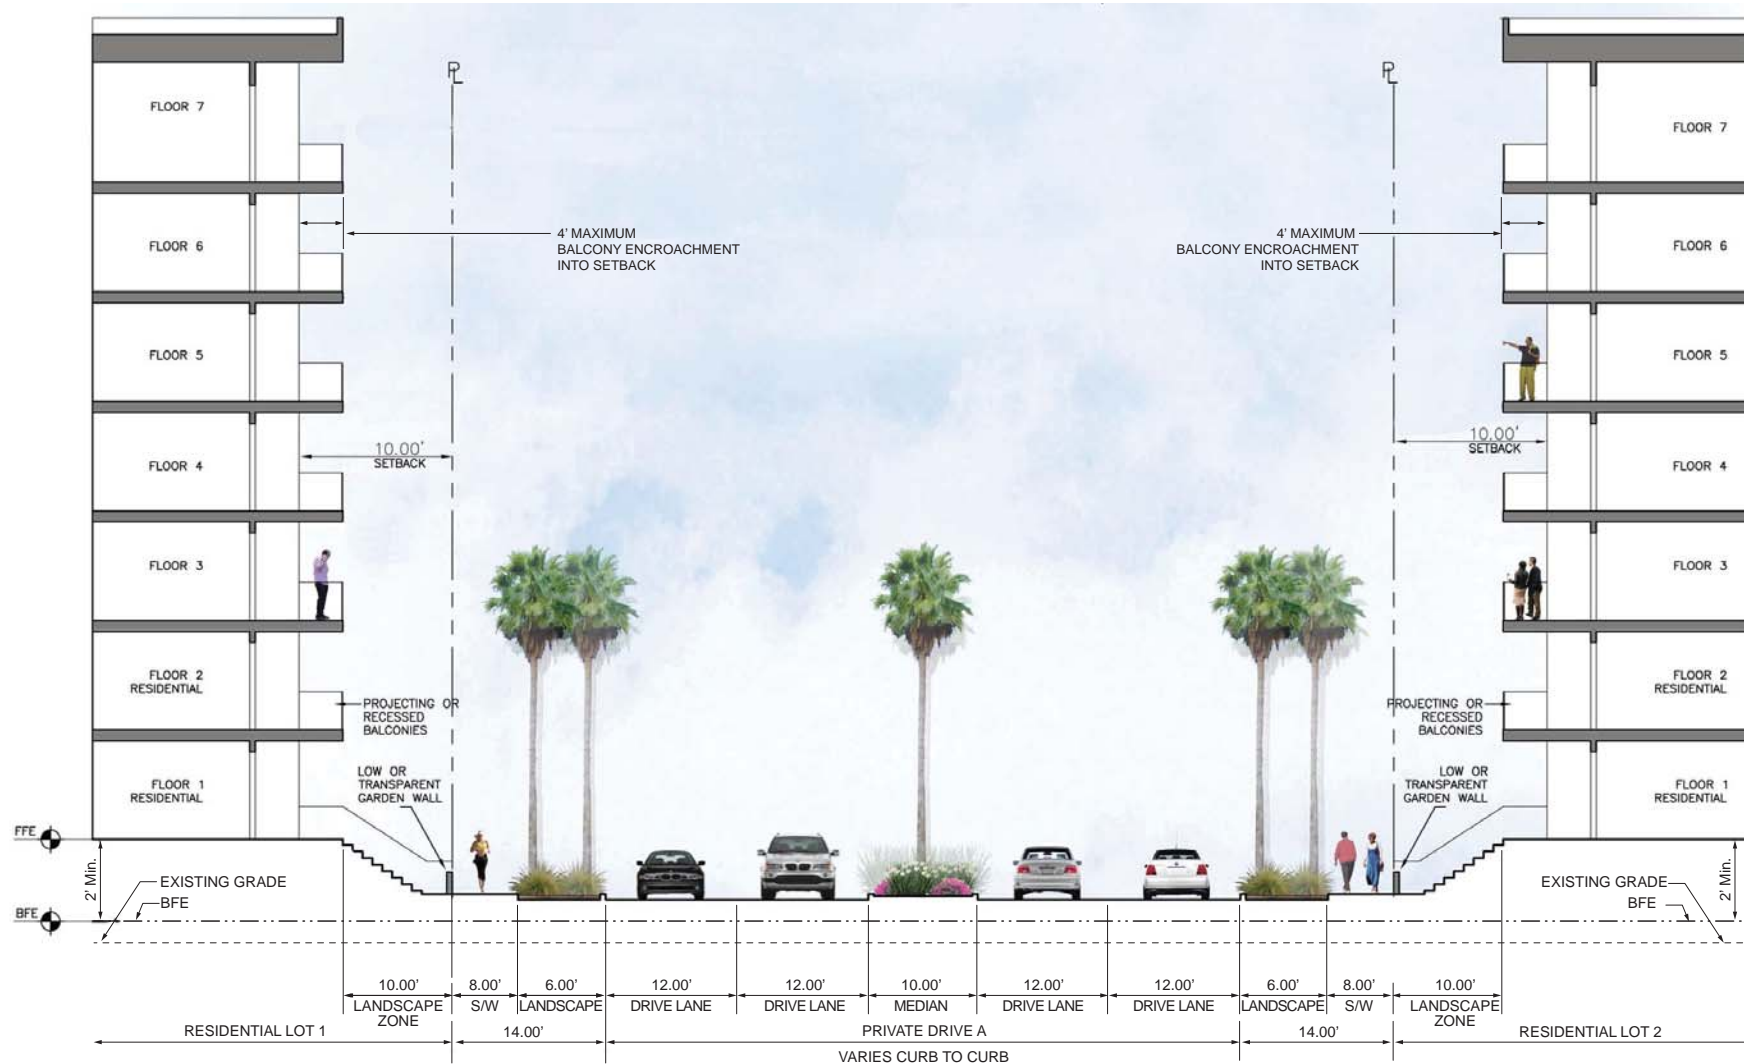 PL
PL
FLOOR 7
FLOOR 7
4' MAXIMUM
BALCONY ENCROACHMENT
INTO SETBACK
4' MAXIMUM
BALCONY ENCROACHMENT
INTO SETBACK
FLOOR 6
FLOOR 6
FLOOR 5
FLOOR 5
10.00'
SETBACK
10.00'
SETBACK
FLOOR 4
FLOOR 4
FLOOR 3
FLOOR 3
FLOOR 2
RESIDENTIAL
PROJECTING OR
RECESSED
BALCONIES
PROJECTING OR
RECESSED
BALCONIES
FLOOR 2
RESIDENTIAL
FLOOR 1
RESIDENTIAL
LOW OR
TRANSPARENT
GARDEN WALL
LOW OR
TRANSPARENT
GARDEN WALL
FLOOR 1
RESIDENTIAL
FFE
2' Min.
EXISTING GRADE
BFE
BFE
EXISTING GRADE
BFE
2' Min.
10.00' 8.00' 6.00' 12.00' 12.00' 10.00' 12.00' 12.00' 6.00' 8.00' 10.00'
LANDSCAPE ZONE S/W LANDSCAPE DRIVE LANE DRIVE LANE MEDIAN DRIVE LANE DRIVE LANE LANDSCAPE S/W LANDSCAPE ZONE
RESIDENTIAL LOT 1 14.00' PRIVATE DRIVE A 14.00' RESIDENTIAL LOT 2
VARIES CURB TO CURB